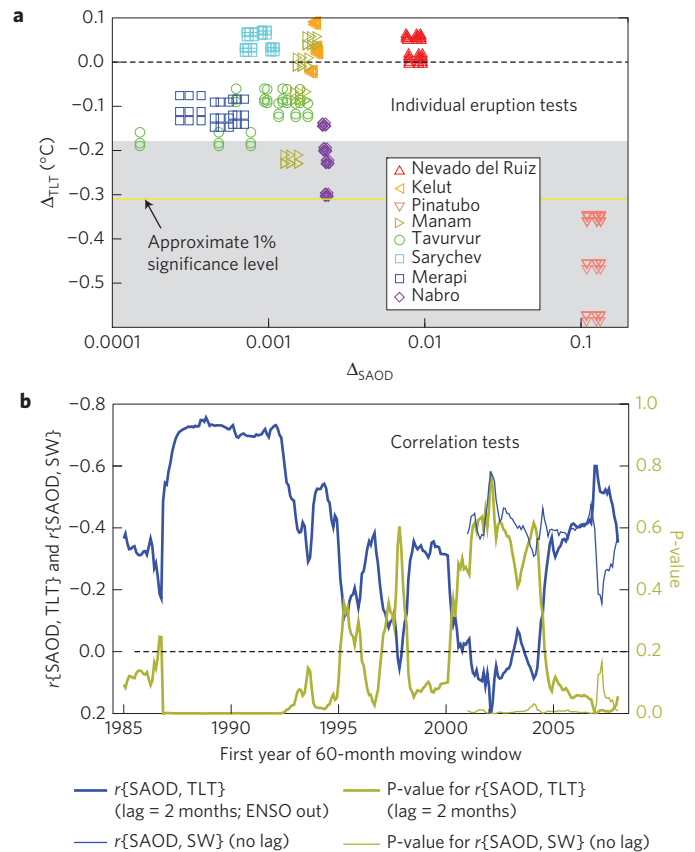 a
0.1
0.0
−0.1
−0.2
−0.3
−0.4
−0.5
ΔTLT (°C)
Individual eruption tests
Approximate 1%
significance level
Nevado del Ruiz
Kelut
Pinatubo
Manam
Tavurvur
Sarychev
Merapi
Nabro
0.0001 0.001 0.01 0.1
ΔSAOD
b
−0.8
−0.6
−0.4
−0.2
0.0
0.2
r{SAOD, TLT} and r{SAOD, SW}
Correlation tests
1.0
0.8
0.6
0.4
0.2
0.0
P-value
1985 1990 1995 2000 2005
First year of 60-month moving window
r{SAOD, TLT}
(lag = 2 months; ENSO out)
P-value for r{SAOD, TLT}
(lag = 2 months)
r{SAOD, SW} (no lag)
P-value for r{SAOD, SW} (no lag)